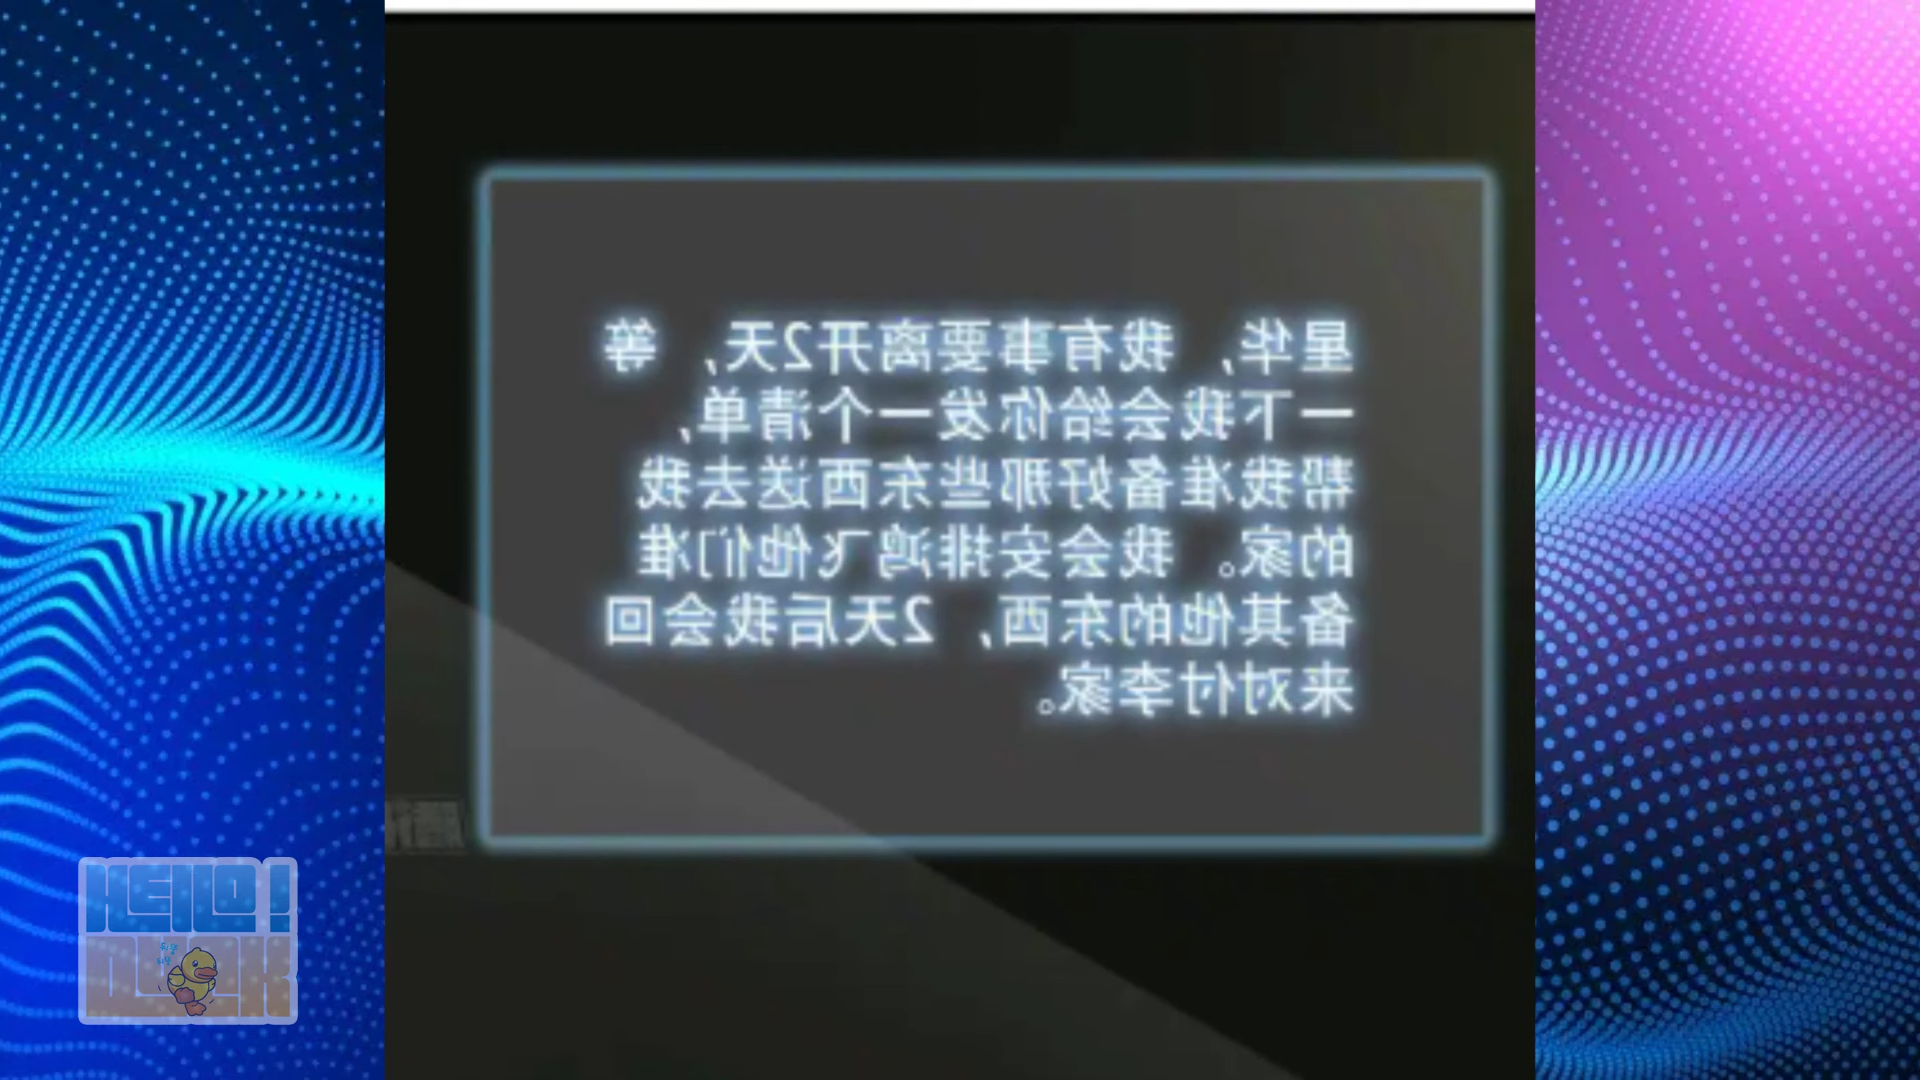 星华，我有事要离开2天，等
一下我会给你发一个清单，
帮我准备好那些东西送去我
的家。我会安排鸿飞他们准
备其他的东西，2天后我会回
来对付李家。
HELLO!
DUCK